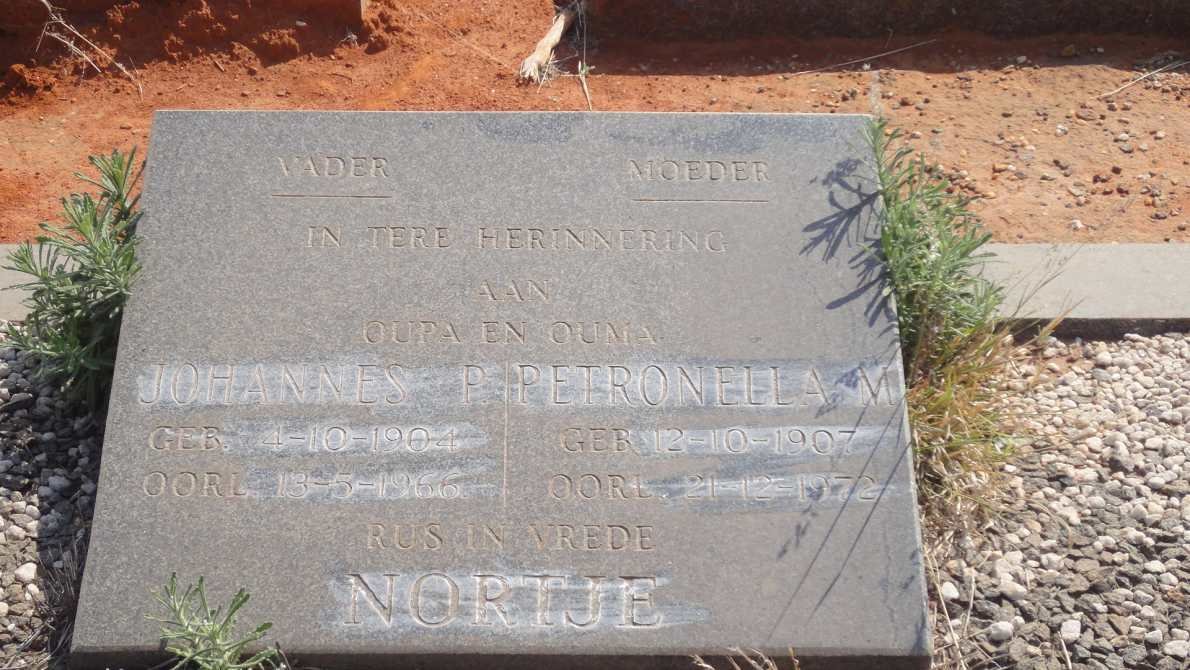 VADER MOEDER
IN TERE HERINNERING
AAN
OUPA EN OUMA
JOHANNES P. PETRONELLA M.
GEB. 4-10-1904 GEB. 12-10-1907
OORL. 13-5-1966. OORL. 21-12-1972
RUS IN VREDE
NORTJE